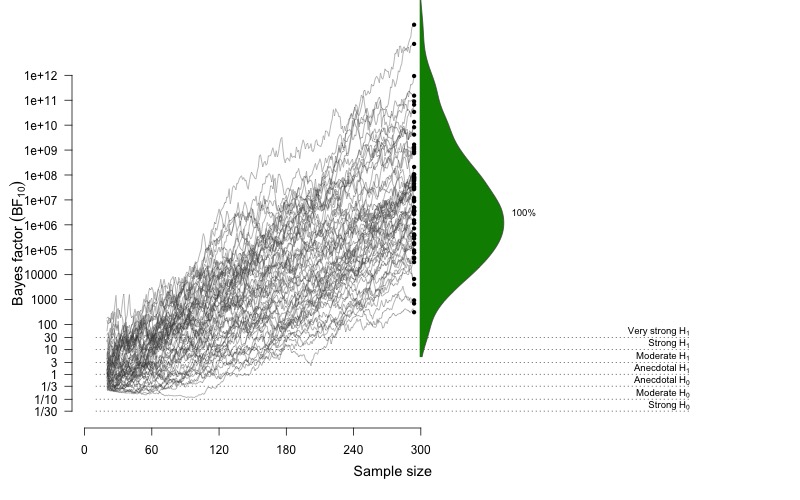 1e+12
1e+11
1e+10
1e+09
1e+08
1e+07
1e+06
1e+05
10000
1000
100
30
10
3
1
1/3
1/10
1/30
Bayes factor (BF₁₀)
100%
Very strong H₁
Strong H₁
Moderate H₁
Anecdotal H₁
Anecdotal H₀
Moderate H₀
Strong H₀
0 60 120 180 240 300
Sample size